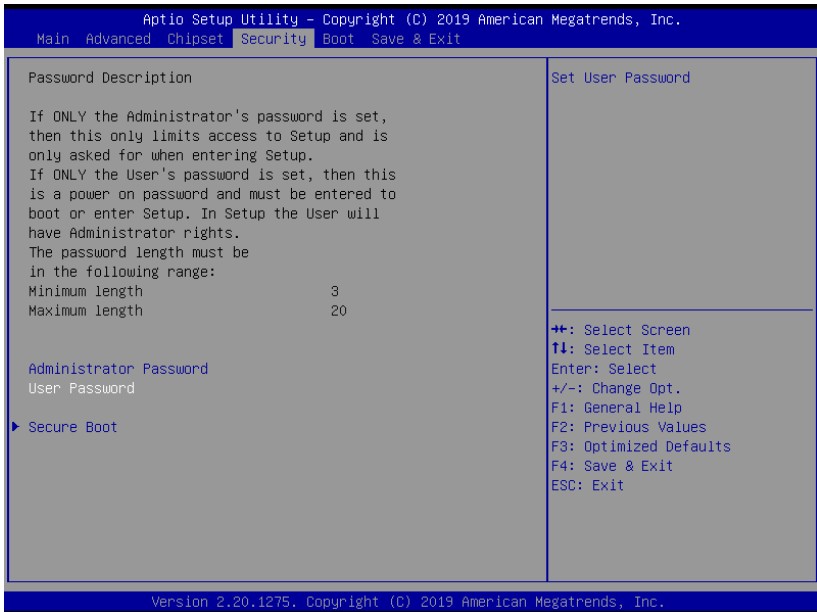 Aptio Setup Utility – Copyright (C) 2019 American Megatrends, Inc.
Main Advanced Chipset Security Boot Save & Exit
Password Description
If ONLY the Administrator's password is set,
then this only limits access to Setup and is
only asked for when entering Setup.
If ONLY the User's password is set, then this
is a power on password and must be entered to
boot or enter Setup. In Setup the User will
have Administrator rights.
The password length must be
in the following range:
Minimum length 3
Maximum length 20
Administrator Password
User Password
Secure Boot
Set User Password
→←: Select Screen
↑↓: Select Item
Enter: Select
+/-: Change Opt.
F1: General Help
F2: Previous Values
F3: Optimized Defaults
F4: Save & Exit
ESC: Exit
Version 2.20.1275. Copyright (C) 2019 American Megatrends, Inc.